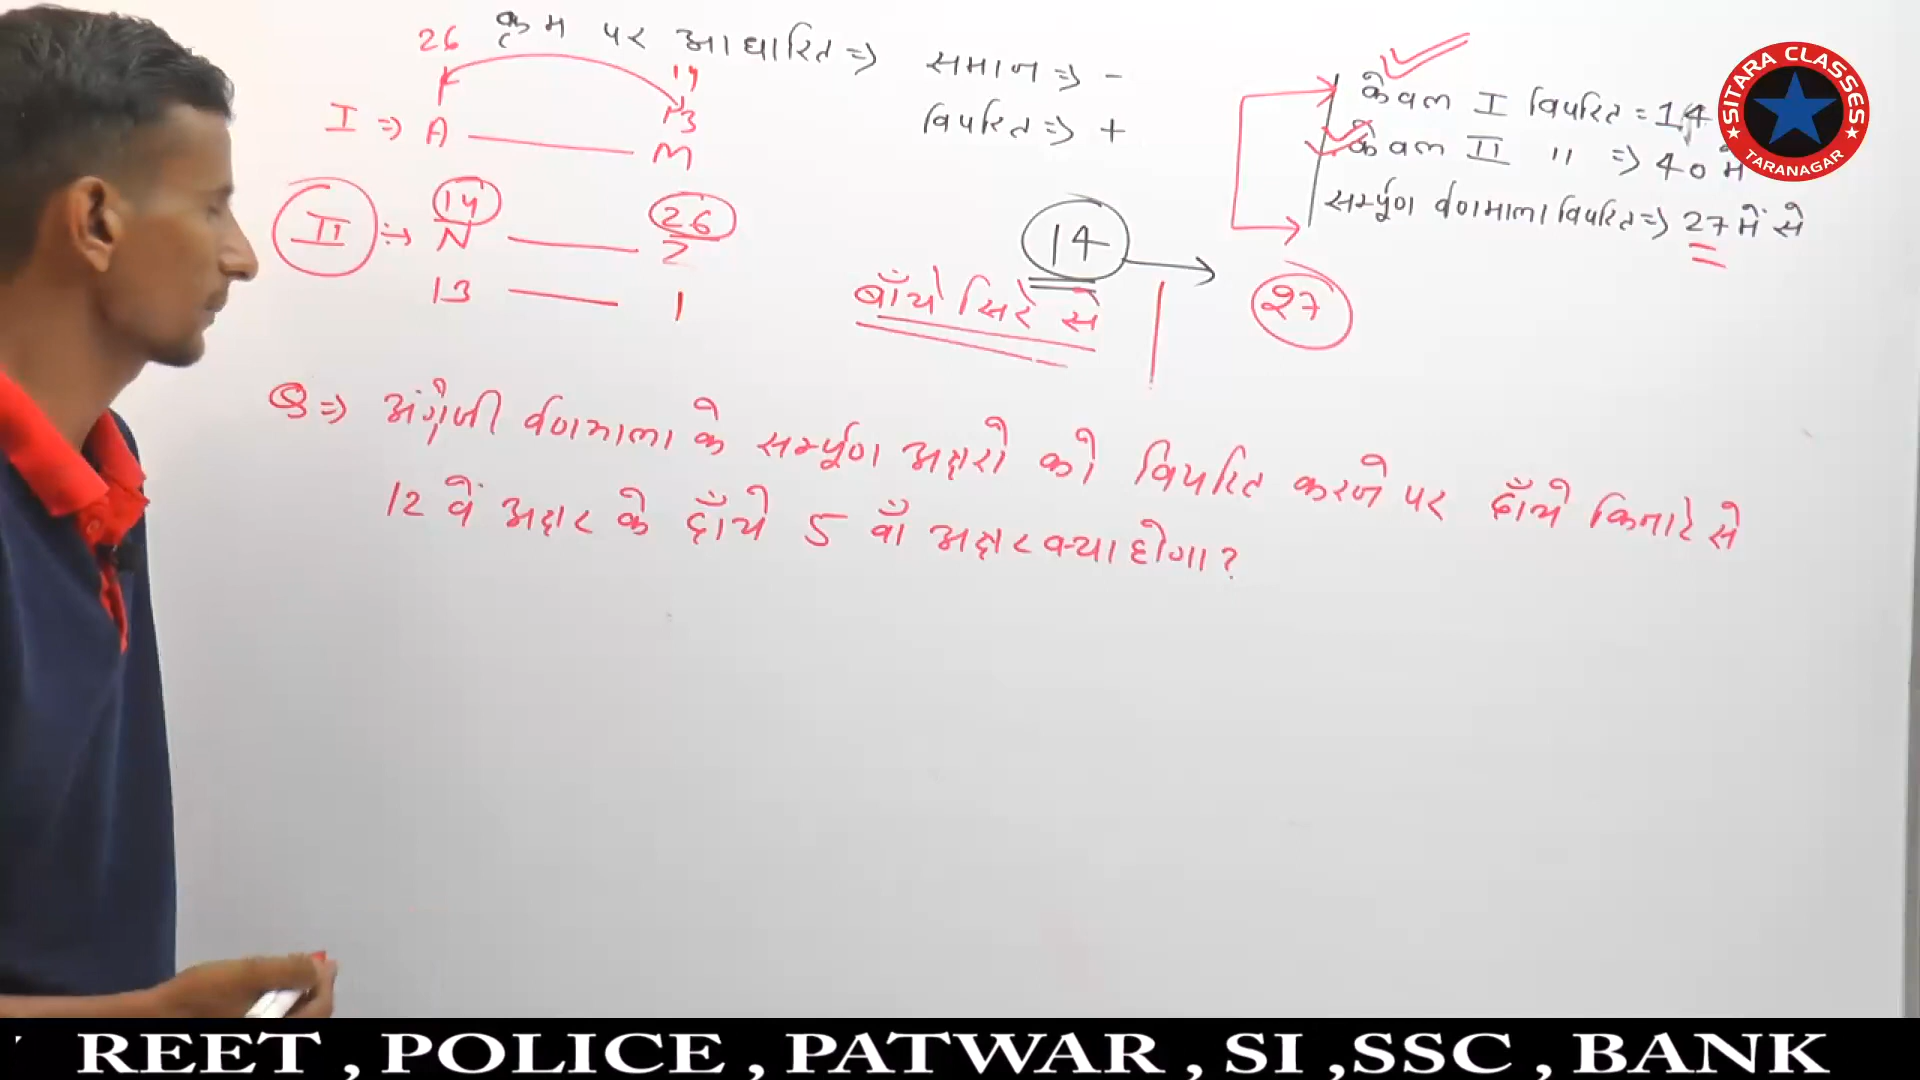 26 क्रम पर आधारित ⇒ समान ⇒ -
विपरित ⇒ +
14
13
I ⇒ A — M
II ⇒ N — Z
14 26
13 — 1
14 →
बाँये सिरे से
27
केवल I विपरित = 14
केवल II " ⇒ 40 में
सम्पूर्ण वर्णमाला विपरित ⇒ 27 में से
Q ⇒ अंग्रेजी वर्णमाला के सम्पूर्ण अक्षरो को विपरित करने पर दाँये किनारे से
12 वें अक्षर के दाँये 5 वाँ अक्षर क्या होगा?
SITARA CLASSES
TARANAGAR
REET , POLICE , PATWAR , SI ,SSC , BANK